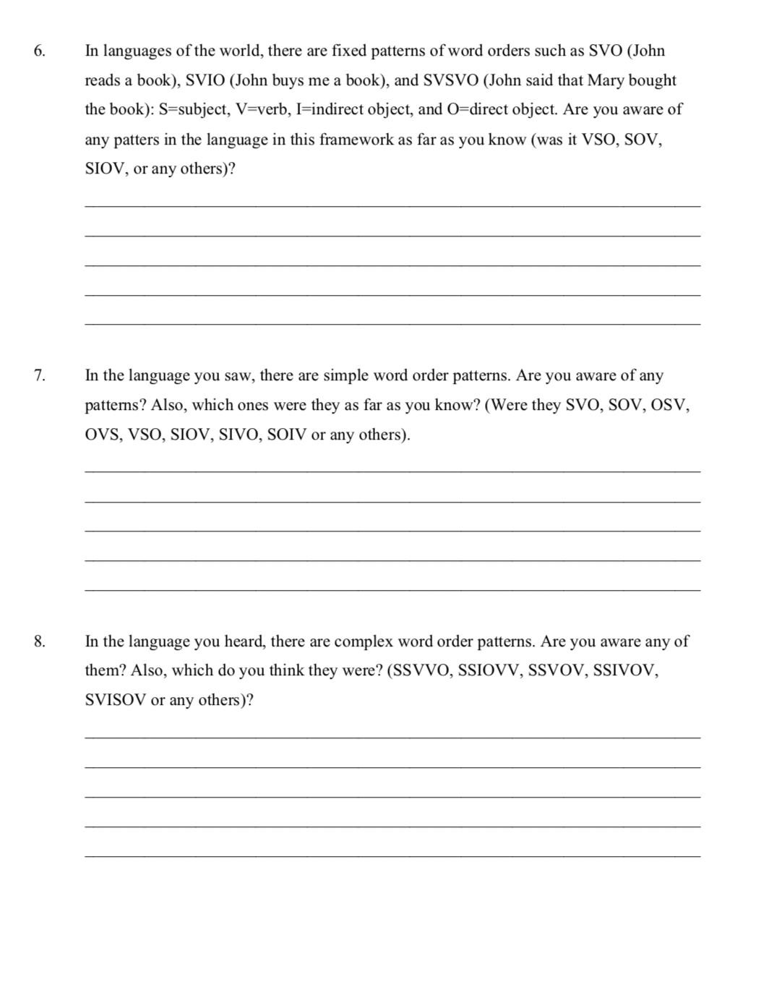 6. In languages of the world, there are fixed patterns of word orders such as SVO (John
reads a book), SVIO (John buys me a book), and SVSVO (John said that Mary bought
the book): S=subject, V=verb, I=indirect object, and O=direct object. Are you aware of
any patters in the language in this framework as far as you know (was it VSO, SOV,
SIOV, or any others)?
7. In the language you saw, there are simple word order patterns. Are you aware of any
patterns? Also, which ones were they as far as you know? (Were they SVO, SOV, OSV,
OVS, VSO, SIOV, SIVO, SOIV or any others).
8. In the language you heard, there are complex word order patterns. Are you aware any of
them? Also, which do you think they were? (SSVVO, SSIOVV, SSVOV, SSIVOV,
SVISOV or any others)?